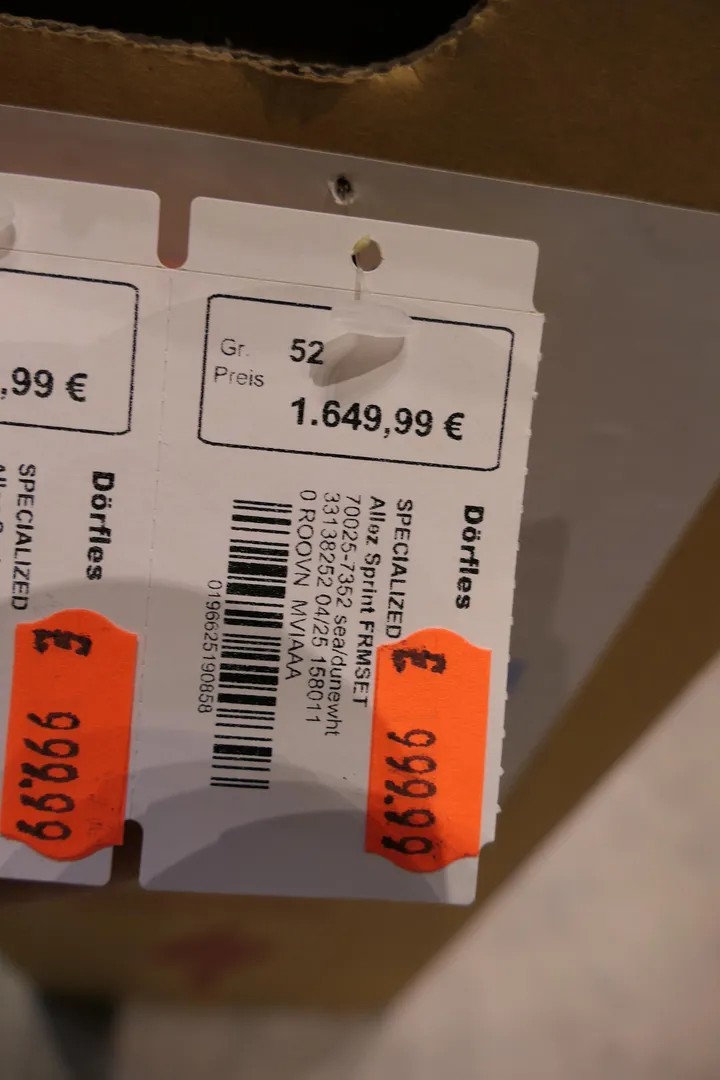 Gr. 52
Preis
1.649,99 €
Dörfles
SPECIALIZED
Allez Sprint FRMSET
70025-7352 sea/dunewht
33138252 04/25 158011
0 ROOVN MVIAAA
0196625190858
£ 999.99
,99 €
Dörfles
SPECIALIZED
£ 999.99